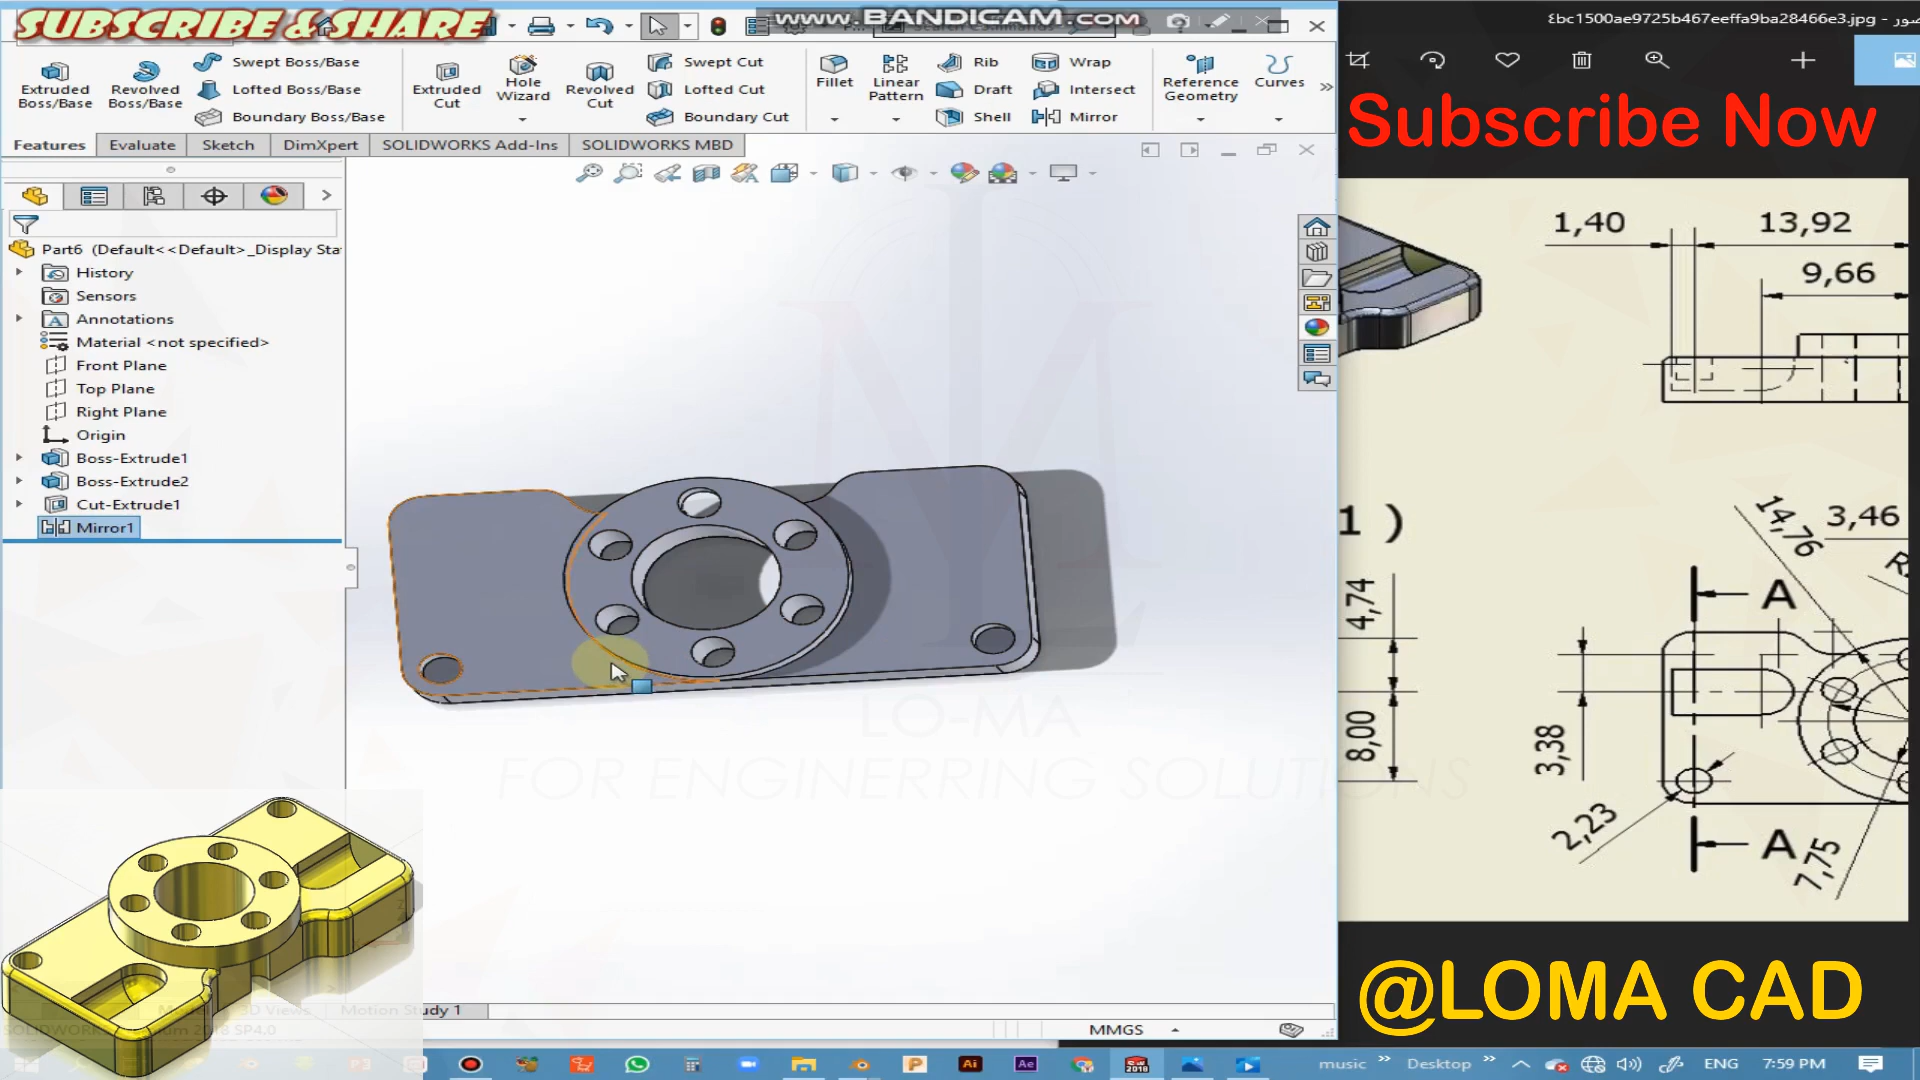 SUBSCRIBE & SHARE
www.BANDICAM.com
4bc1500ae9725b467eeffa9ba28466e3.jpg
Extruded Boss/Base
Revolved Boss/Base
Swept Boss/Base
Lofted Boss/Base
Boundary Boss/Base
Extruded Cut
Hole Wizard
Revolved Cut
Swept Cut
Lofted Cut
Boundary Cut
Fillet
Linear Pattern
Rib
Draft
Shell
Wrap
Intersect
Mirror
Reference Geometry
Curves
Features
Evaluate
Sketch
DimXpert
SOLIDWORKS Add-Ins
SOLIDWORKS MBD
Part6 (Default<<Default>_Display Sta
History
Sensors
Annotations
Material <not specified>
Front Plane
Top Plane
Right Plane
Origin
Boss-Extrude1
Boss-Extrude2
Cut-Extrude1
Mirror1
LO-MA
FOR ENGINERRING SOLUTIONS
Motion Study 1
MMGS
Subscribe Now
1,40
13,92
9,66
1 )
14,76
3,46
R
4,74
A
8,00
3,38
2,23
A
7,75
@LOMA CAD
music
Desktop
ENG
7:59 PM